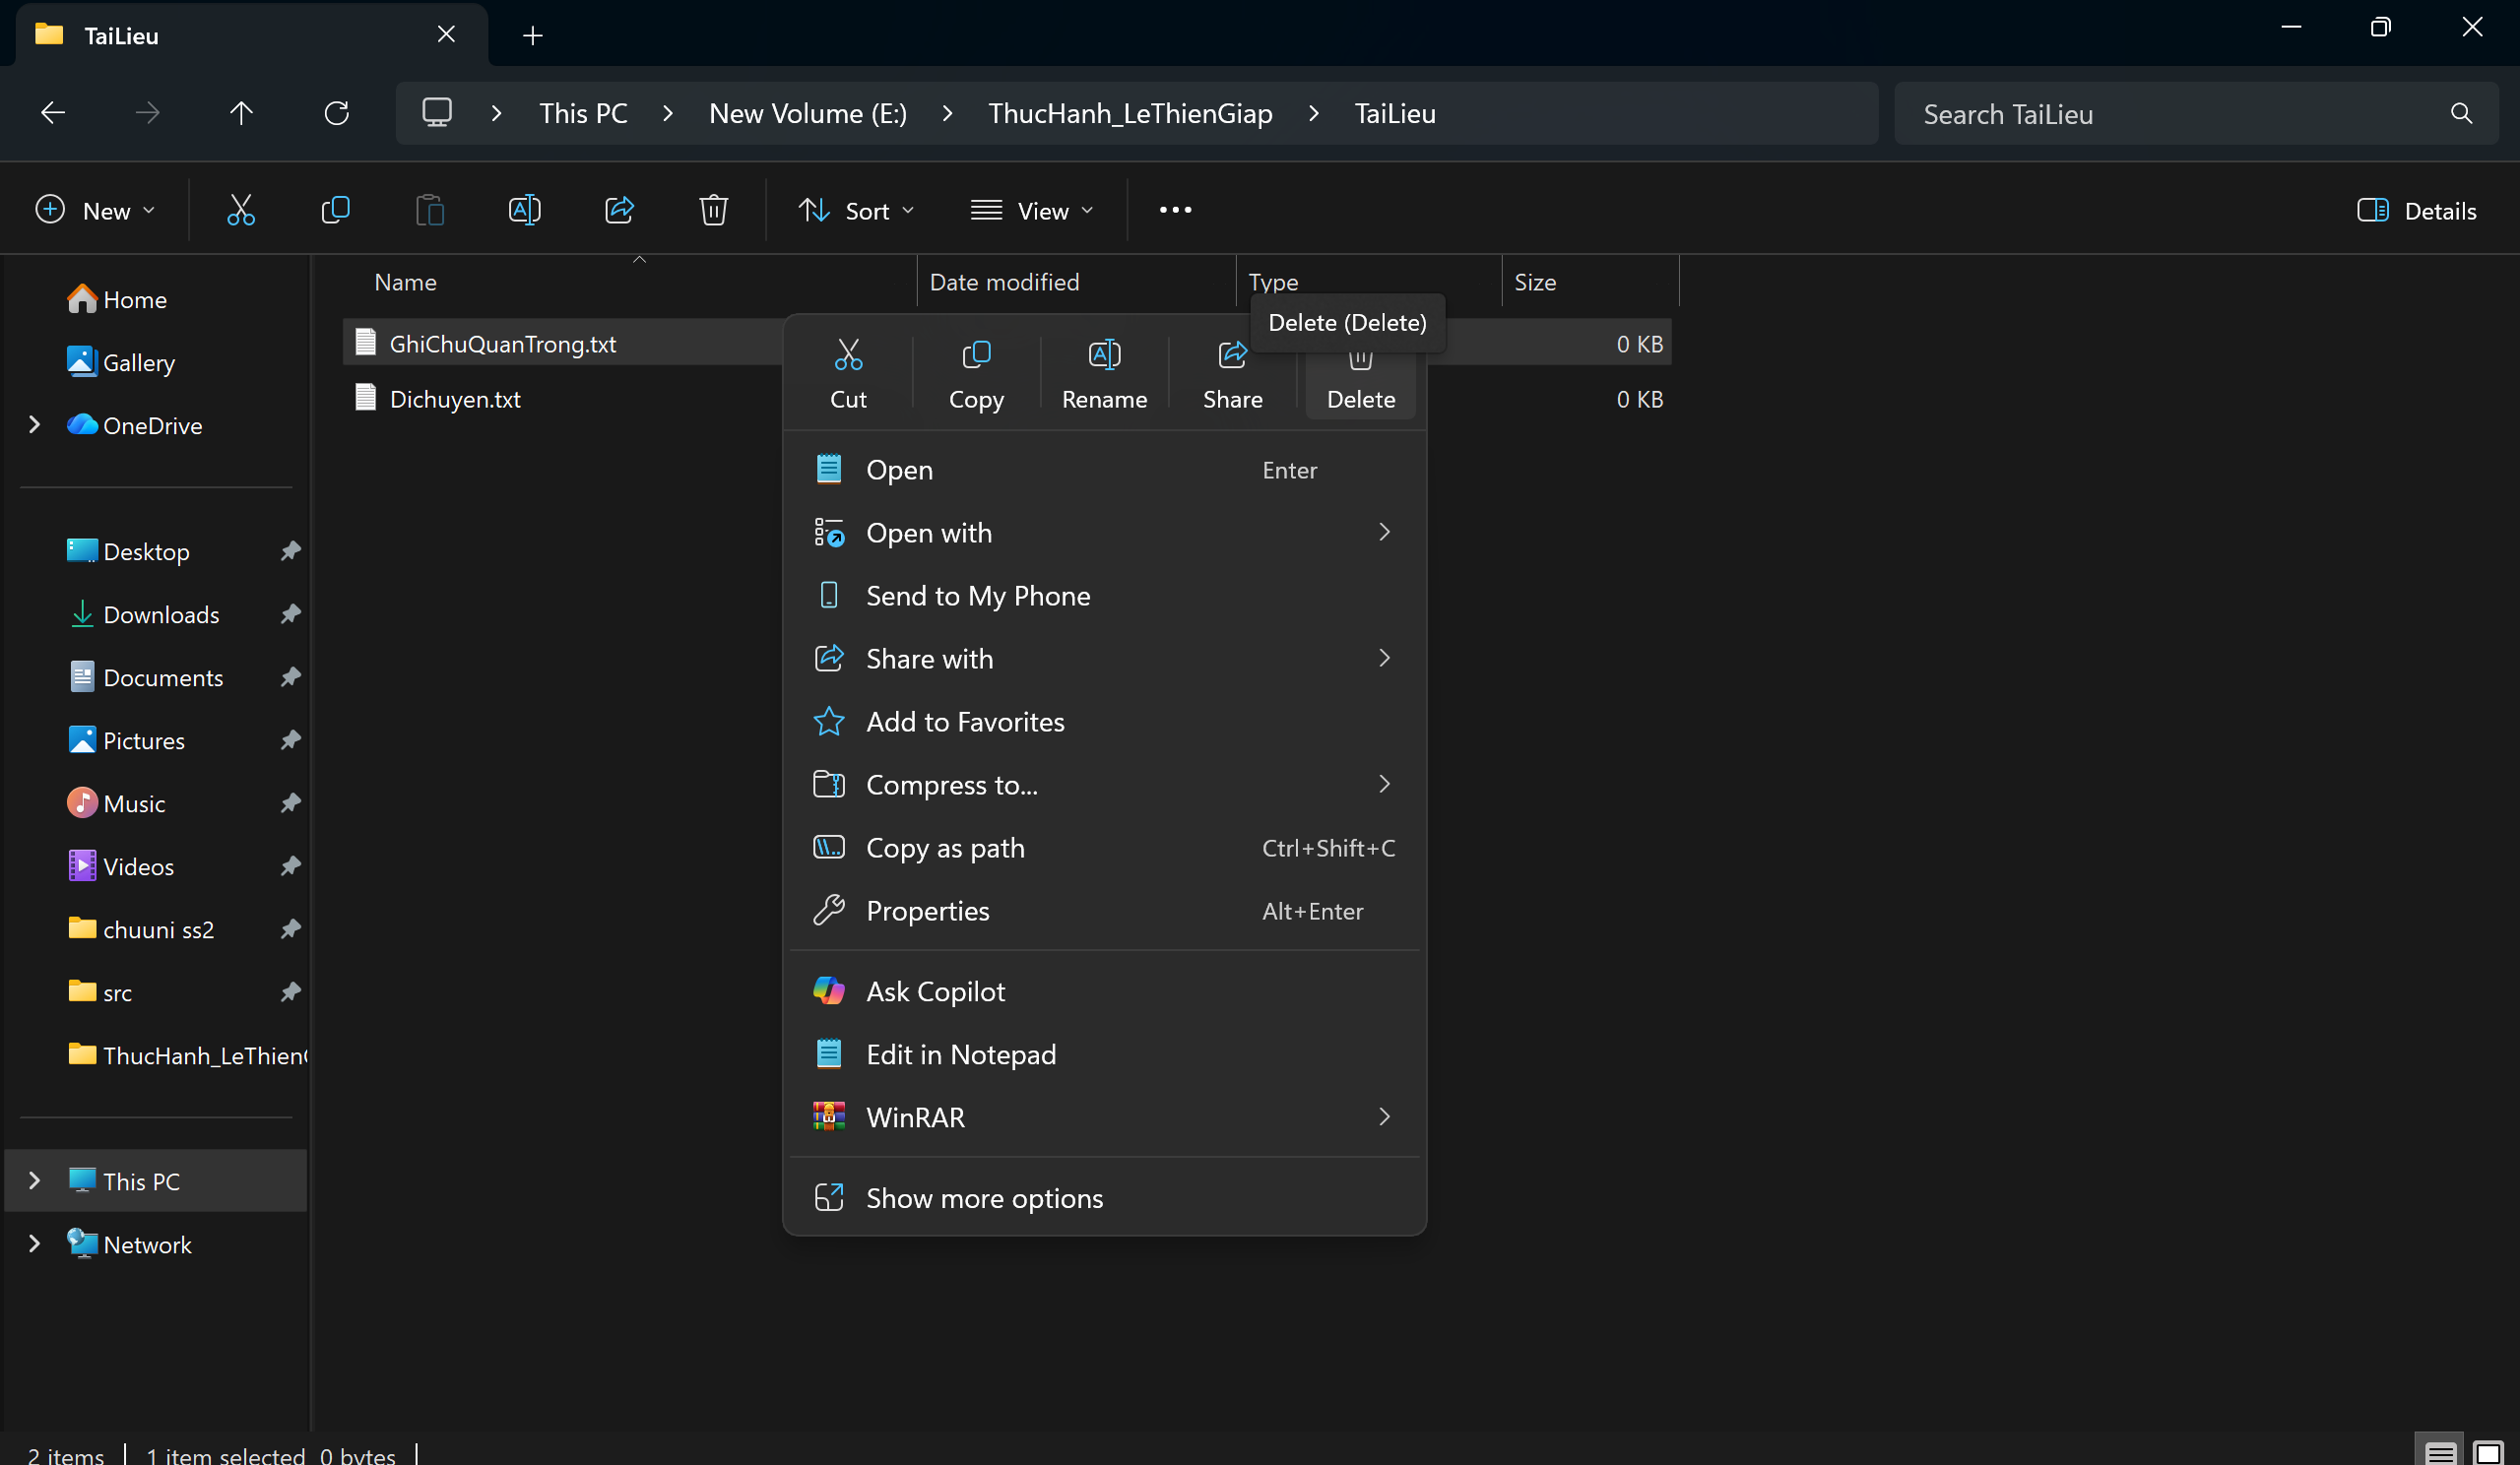 TaiLieu
This PC > New Volume (E:) > ThucHanh_LeThienGiap > TaiLieu
Search TaiLieu
New
Sort
View
Details
Home
Gallery
OneDrive
Desktop
Downloads
Documents
Pictures
Music
Videos
chuuni ss2
src
ThucHanh_LeThien
This PC
Network
Name Date modified Type Size
GhiChuQuanTrong.txt 0 KB
Dichuyen.txt 0 KB
Delete (Delete)
Cut Copy Rename Share Delete
Open Enter
Open with
Send to My Phone
Share with
Add to Favorites
Compress to...
Copy as path Ctrl+Shift+C
Properties Alt+Enter
Ask Copilot
Edit in Notepad
WinRAR
Show more options
2 items 1 item selected 0 bytes